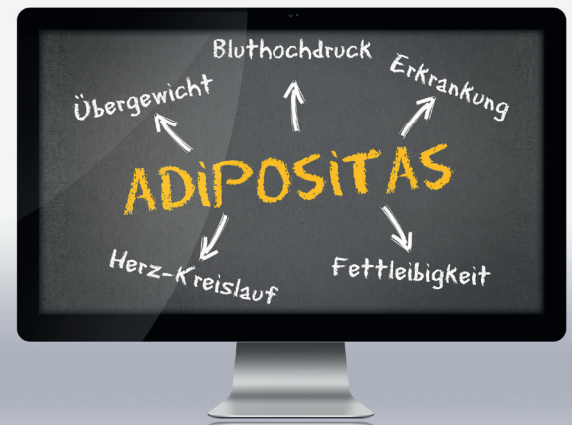 Bluthochdruck
Erkrankung
Übergewicht
ADiPOSiTAS
Herz-Kreislauf
Fettleibigkeit